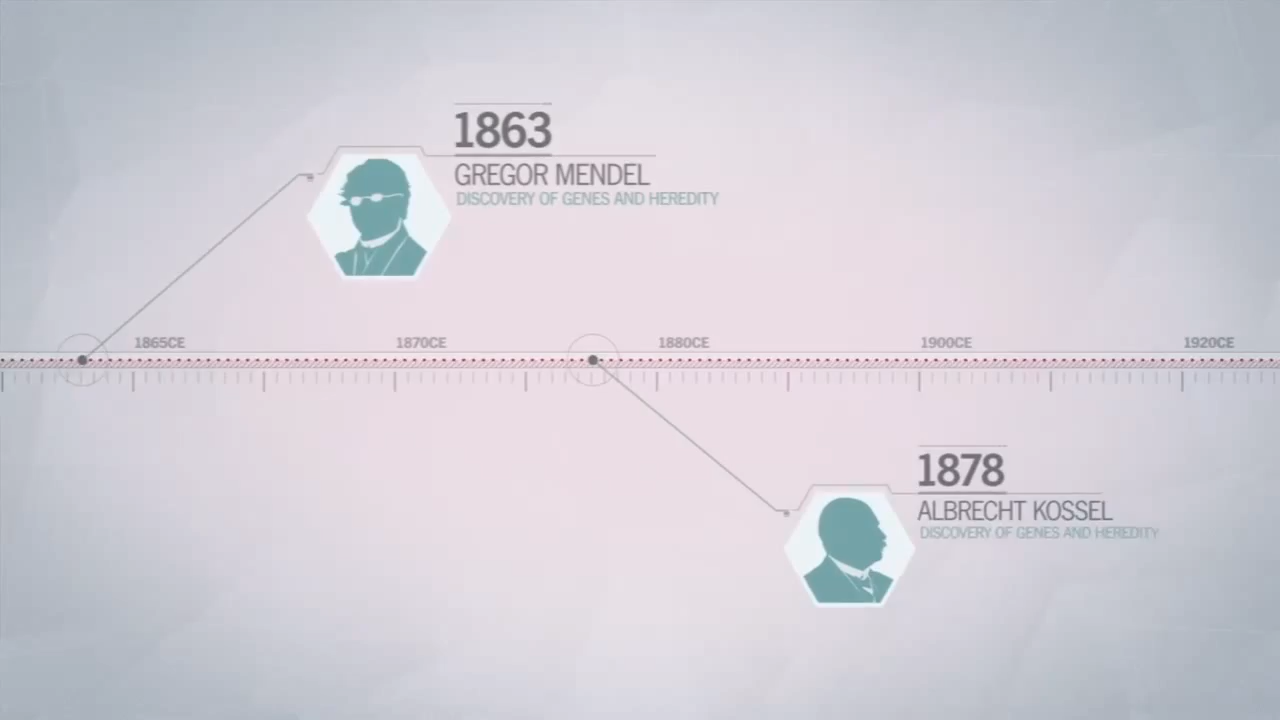 1863
GREGOR MENDEL
DISCOVERY OF GENES AND HEREDITY
1865CE
1870CE
1880CE
1900CE
1920CE
1878
ALBRECHT KOSSEL
DISCOVERY OF GENES AND HEREDITY